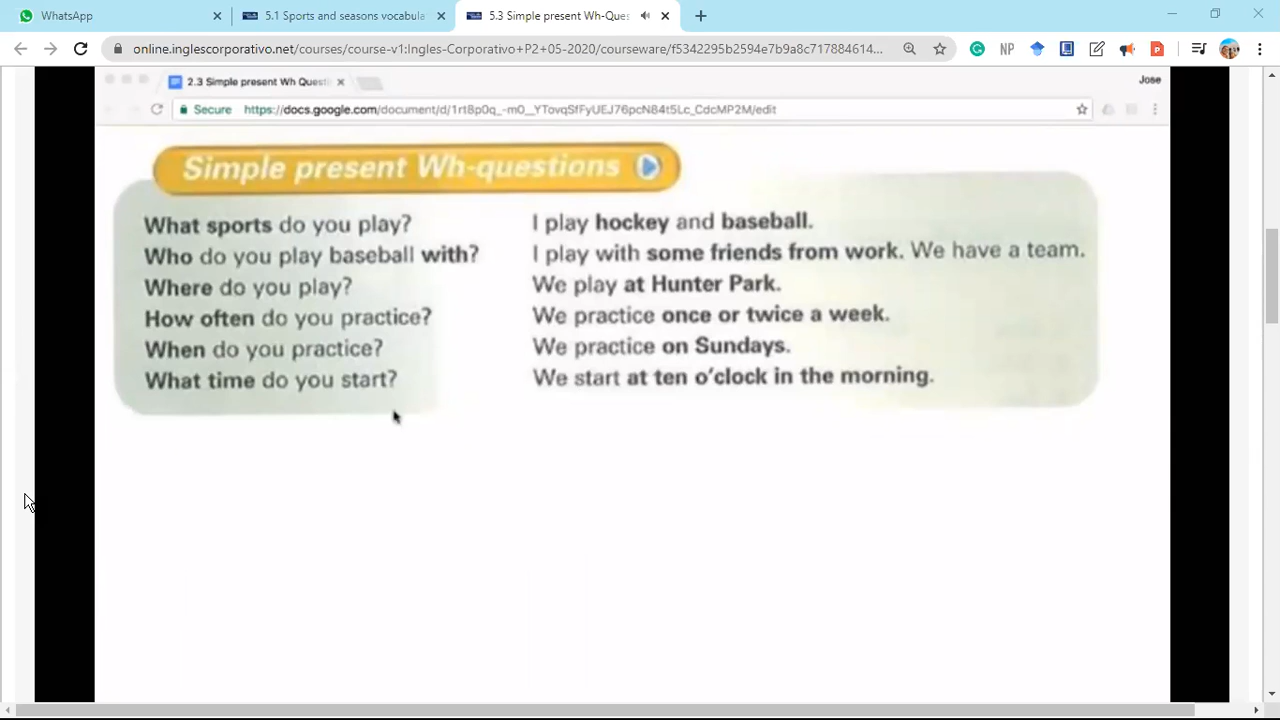 WhatsApp
5.1 Sports and seasons vocabula
5.3 Simple present Wh-Ques
online.inglescorporativo.net/courses/course-v1:Ingles-Corporativo+P2+05-2020/courseware/f5342295b2594e7b9a8c717884614...
NP
2.3 Simple present Wh Questi
Jose
Secure https://docs.google.com/document/d/1rt8p0q_-m0__YTovqSfFyUEJ76pcN84t5Lc_CdcMP2M/edit
Simple present Wh-questions
What sports do you play? I play hockey and baseball.
Who do you play baseball with? I play with some friends from work. We have a team.
Where do you play? We play at Hunter Park.
How often do you practice? We practice once or twice a week.
When do you practice? We practice on Sundays.
What time do you start? We start at ten o'clock in the morning.